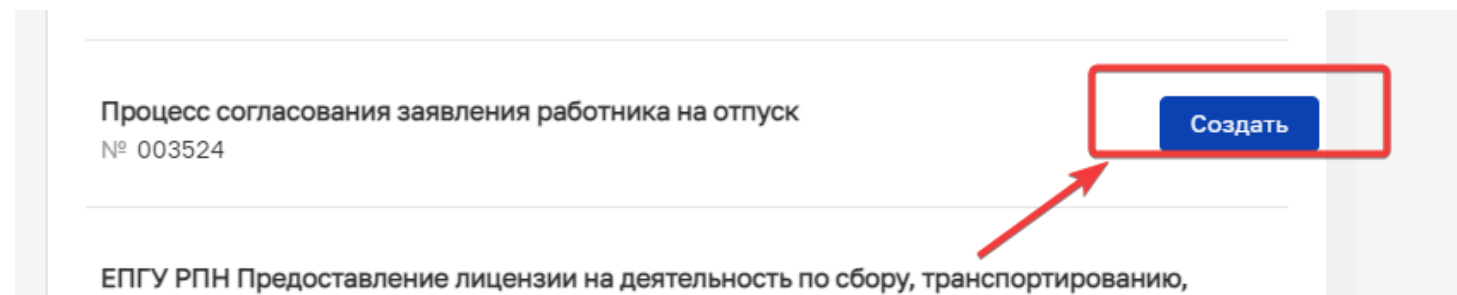 Процесс согласования заявления работника на отпуск
№ 003524
Создать
ЕПГУ РПН Предоставление лицензии на деятельность по сбору, транспортированию,